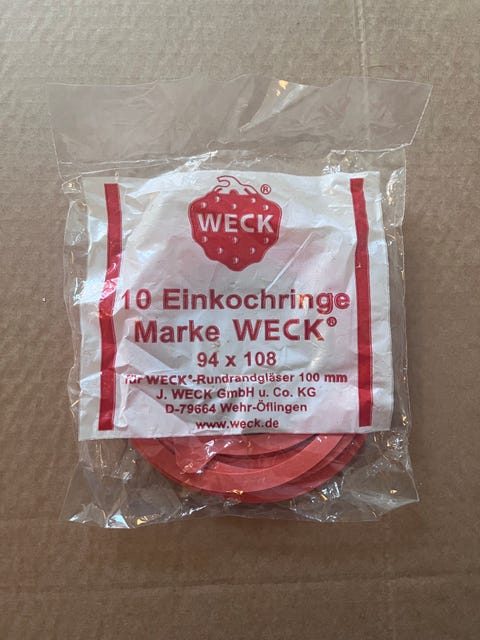 WECK®
10 Einkochringe
Marke WECK®
94 x 108
für WECK®-Rundrandgläser 100 mm
J. WECK GmbH u. Co. KG
D-79664 Wehr-Öflingen
www.weck.de